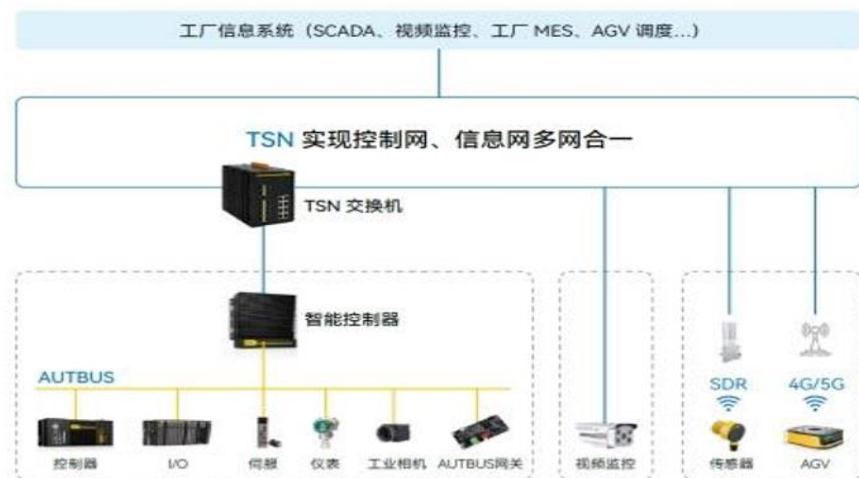 工厂信息系统（SCADA、视频监控、工厂 MES、AGV 调度...）
TSN 实现控制网、信息网多网合一
TSN 交换机
智能控制器
AUTBUS
SDR
4G/5G
控制器
I/O
伺服
仪表
工业相机
AUTBUS网关
视频监控
传感器
AGV